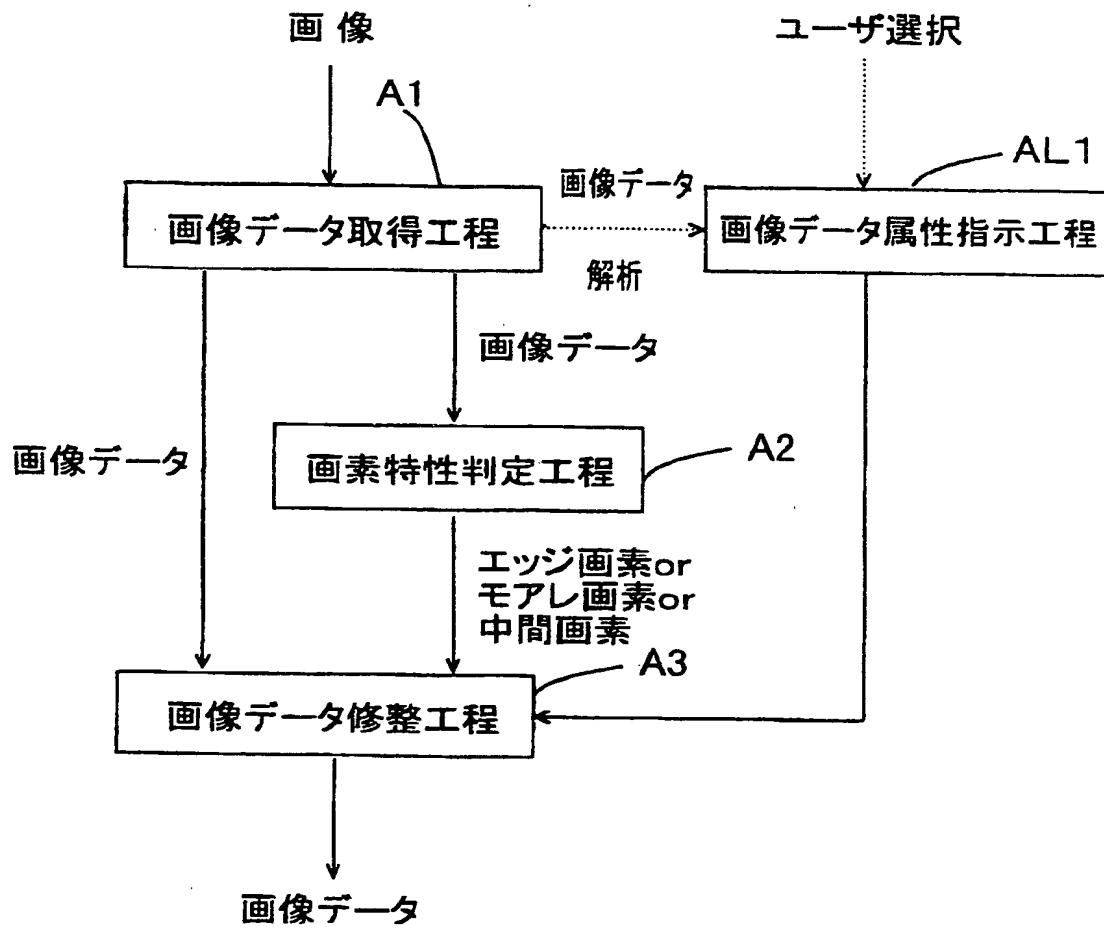 画像
ユーザ選択
A1
AL1
画像データ
画像データ取得工程
画像データ属性指示工程
解析
画像データ
画像データ
A2
画素特性判定工程
エッジ画素or
モアレ画素or
中間画素
A3
画像データ修整工程
画像データ